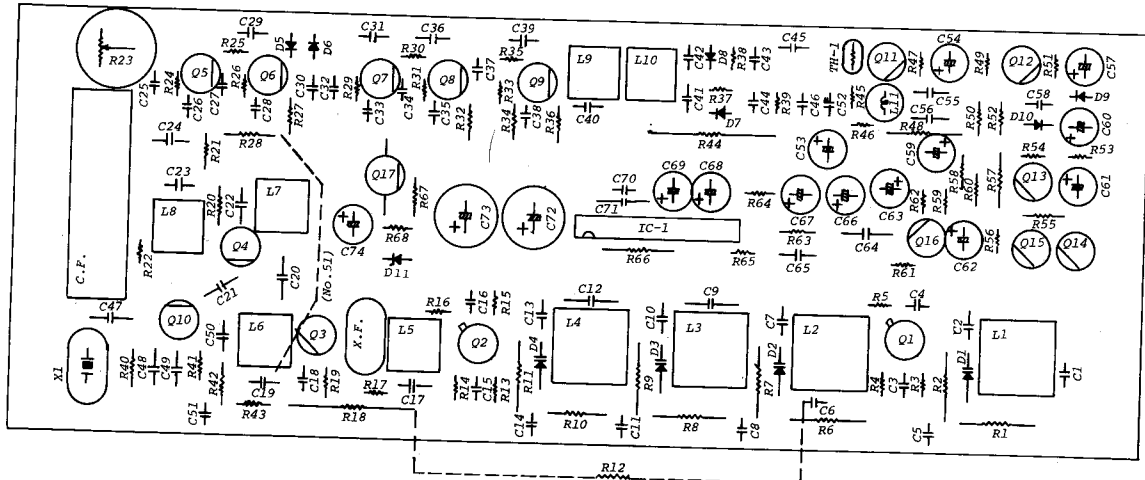 C29
C31
C36
C39
C45
C54
R23
R25
D5
D6
R30
R35
L9
L10
C42
D8
R38
C43
TH-1
Q11
R47
R49
Q12
R51
C57
C25
R24
Q5
R26
Q6
C30
C32
R29
Q7
R31
Q8
C37
R33
Q9
C41
R37
C44
R39
C46
C52
R45
L11
C55
C58
D9
C26
C27
C28
R27
C33
C34
C35
R32
R34
C38
R36
C40
D7
R46
C56
R48
R50
R52
D10
C60
C24
R21
R28
R44
C53
C59
R54
R53
C23
L8
R20
C22
L7
Q17
R67
C73
C72
C70
C71
C69
C68
R64
C67
C66
C63
R62
R59
R58
R60
R57
Q13
C61
R55
R22
Q4
C74
R68
IC-1
R66
R65
R63
C65
C64
Q16
C62
R56
Q15
Q14
C.F.
C21
C20
(No.51)
D11
R61
C47
Q10
C50
L6
Q3
X.F.
L5
R16
C16
R15
Q2
C13
C12
L4
C10
C9
L3
C7
L2
R5
C4
Q1
C2
L1
X1
R40
C48
C49
R41
R42
C19
C18
R19
R17
C17
R14
C15
R13
R11
D4
R9
D3
R7
D2
R4
C3
R3
R2
D1
C1
C51
R43
R18
C14
R10
C11
R8
C8
C6
R6
C5
R1
R12